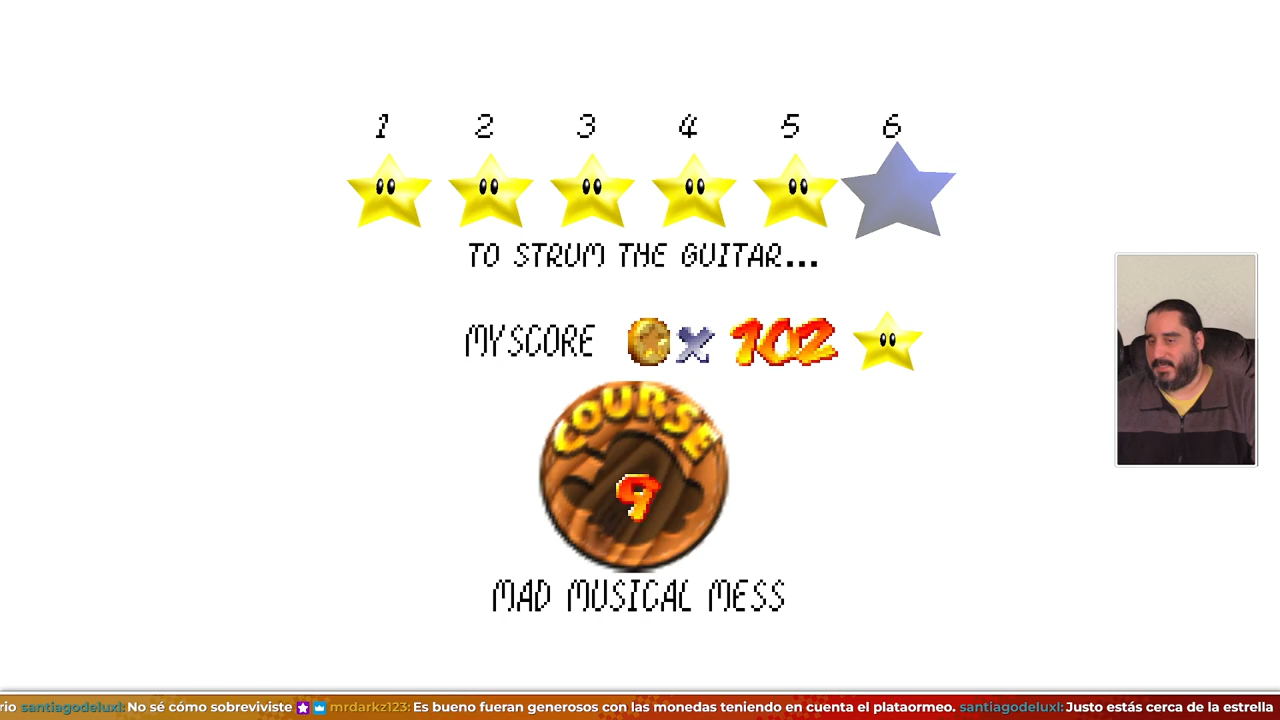 1 2 3 4 5 6
TO STRUM THE GUITAR...
MY SCORE x 102
COURSE
9
MAD MUSICAL MESS
rio santiagodeluxl: No sé cómo sobreviviste mrdarkz123: Es bueno fueran generosos con las monedas teniendo en cuenta el plataormeo. santiagodeluxl: Justo estás cerca de la estrella s